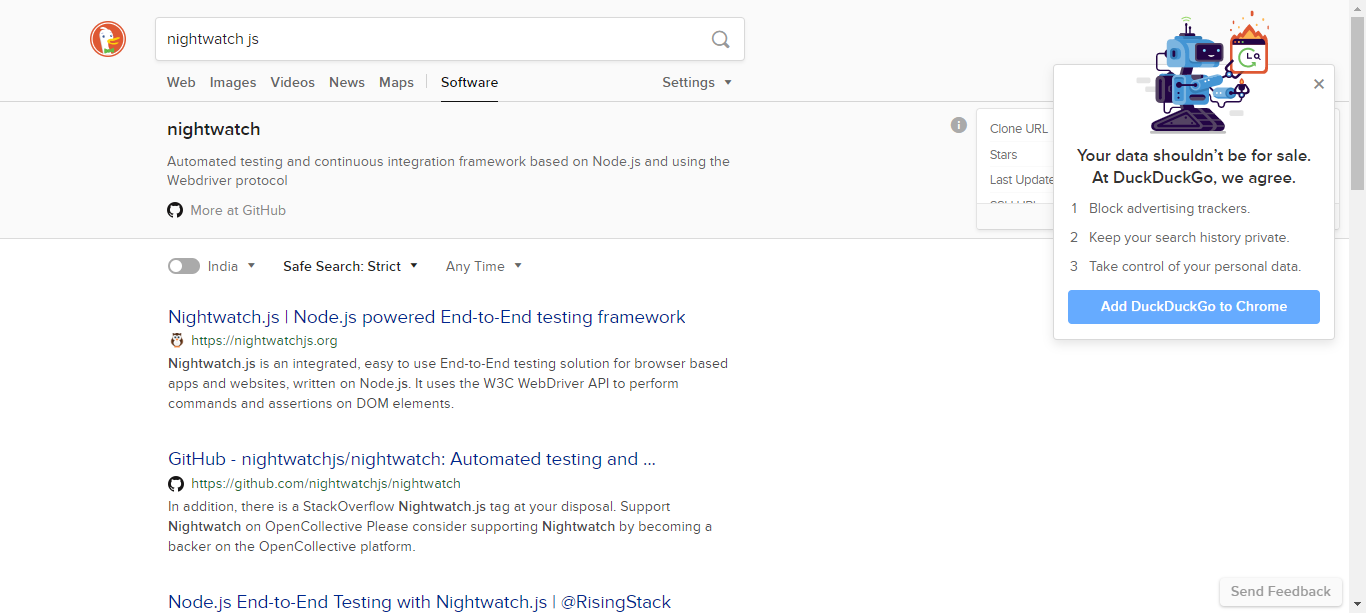 nightwatch js
Web Images Videos News Maps Software Settings
nightwatch
Automated testing and continuous integration framework based on Node.js and using the
Webdriver protocol
More at GitHub
Clone URL
Stars
Last Update
Your data shouldn't be for sale.
At DuckDuckGo, we agree.
1 Block advertising trackers.
2 Keep your search history private.
3 Take control of your personal data.
Add DuckDuckGo to Chrome
India Safe Search: Strict Any Time
Nightwatch.js | Node.js powered End-to-End testing framework
https://nightwatchjs.org
Nightwatch.js is an integrated, easy to use End-to-End testing solution for browser based
apps and websites, written on Node.js. It uses the W3C WebDriver API to perform
commands and assertions on DOM elements.
GitHub - nightwatchjs/nightwatch: Automated testing and ...
https://github.com/nightwatchjs/nightwatch
In addition, there is a StackOverflow Nightwatch.js tag at your disposal. Support
Nightwatch on OpenCollective Please consider supporting Nightwatch by becoming a
backer on the OpenCollective platform.
Node.js End-to-End Testing with Nightwatch.js | @RisingStack
Send Feedback